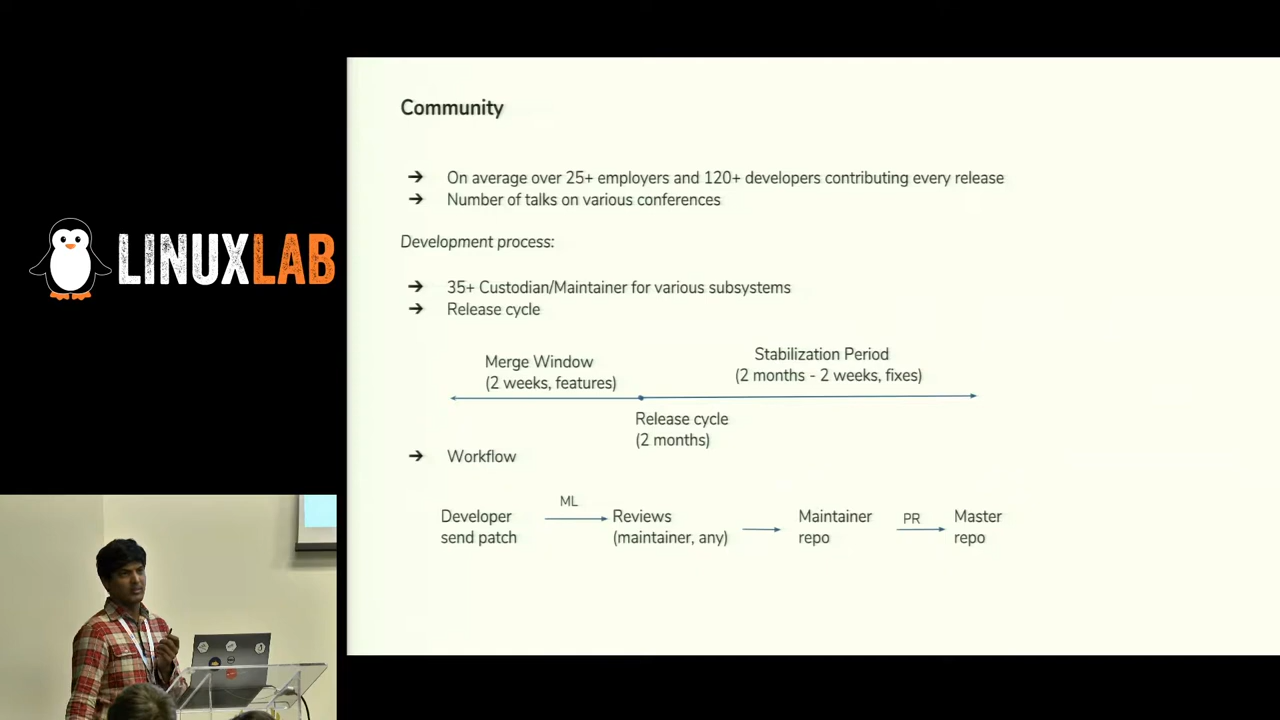 LINUXLAB
Community
➔ On average over 25+ employers and 120+ developers contributing every release
➔ Number of talks on various conferences
Development process:
➔ 35+ Custodian/Maintainer for various subsystems
➔ Release cycle
Merge Window
(2 weeks, features)
Stabilization Period
(2 months - 2 weeks, fixes)
Release cycle
(2 months)
➔ Workflow
Developer
send patch
ML
Reviews
(maintainer, any)
Maintainer
repo
PR
Master
repo